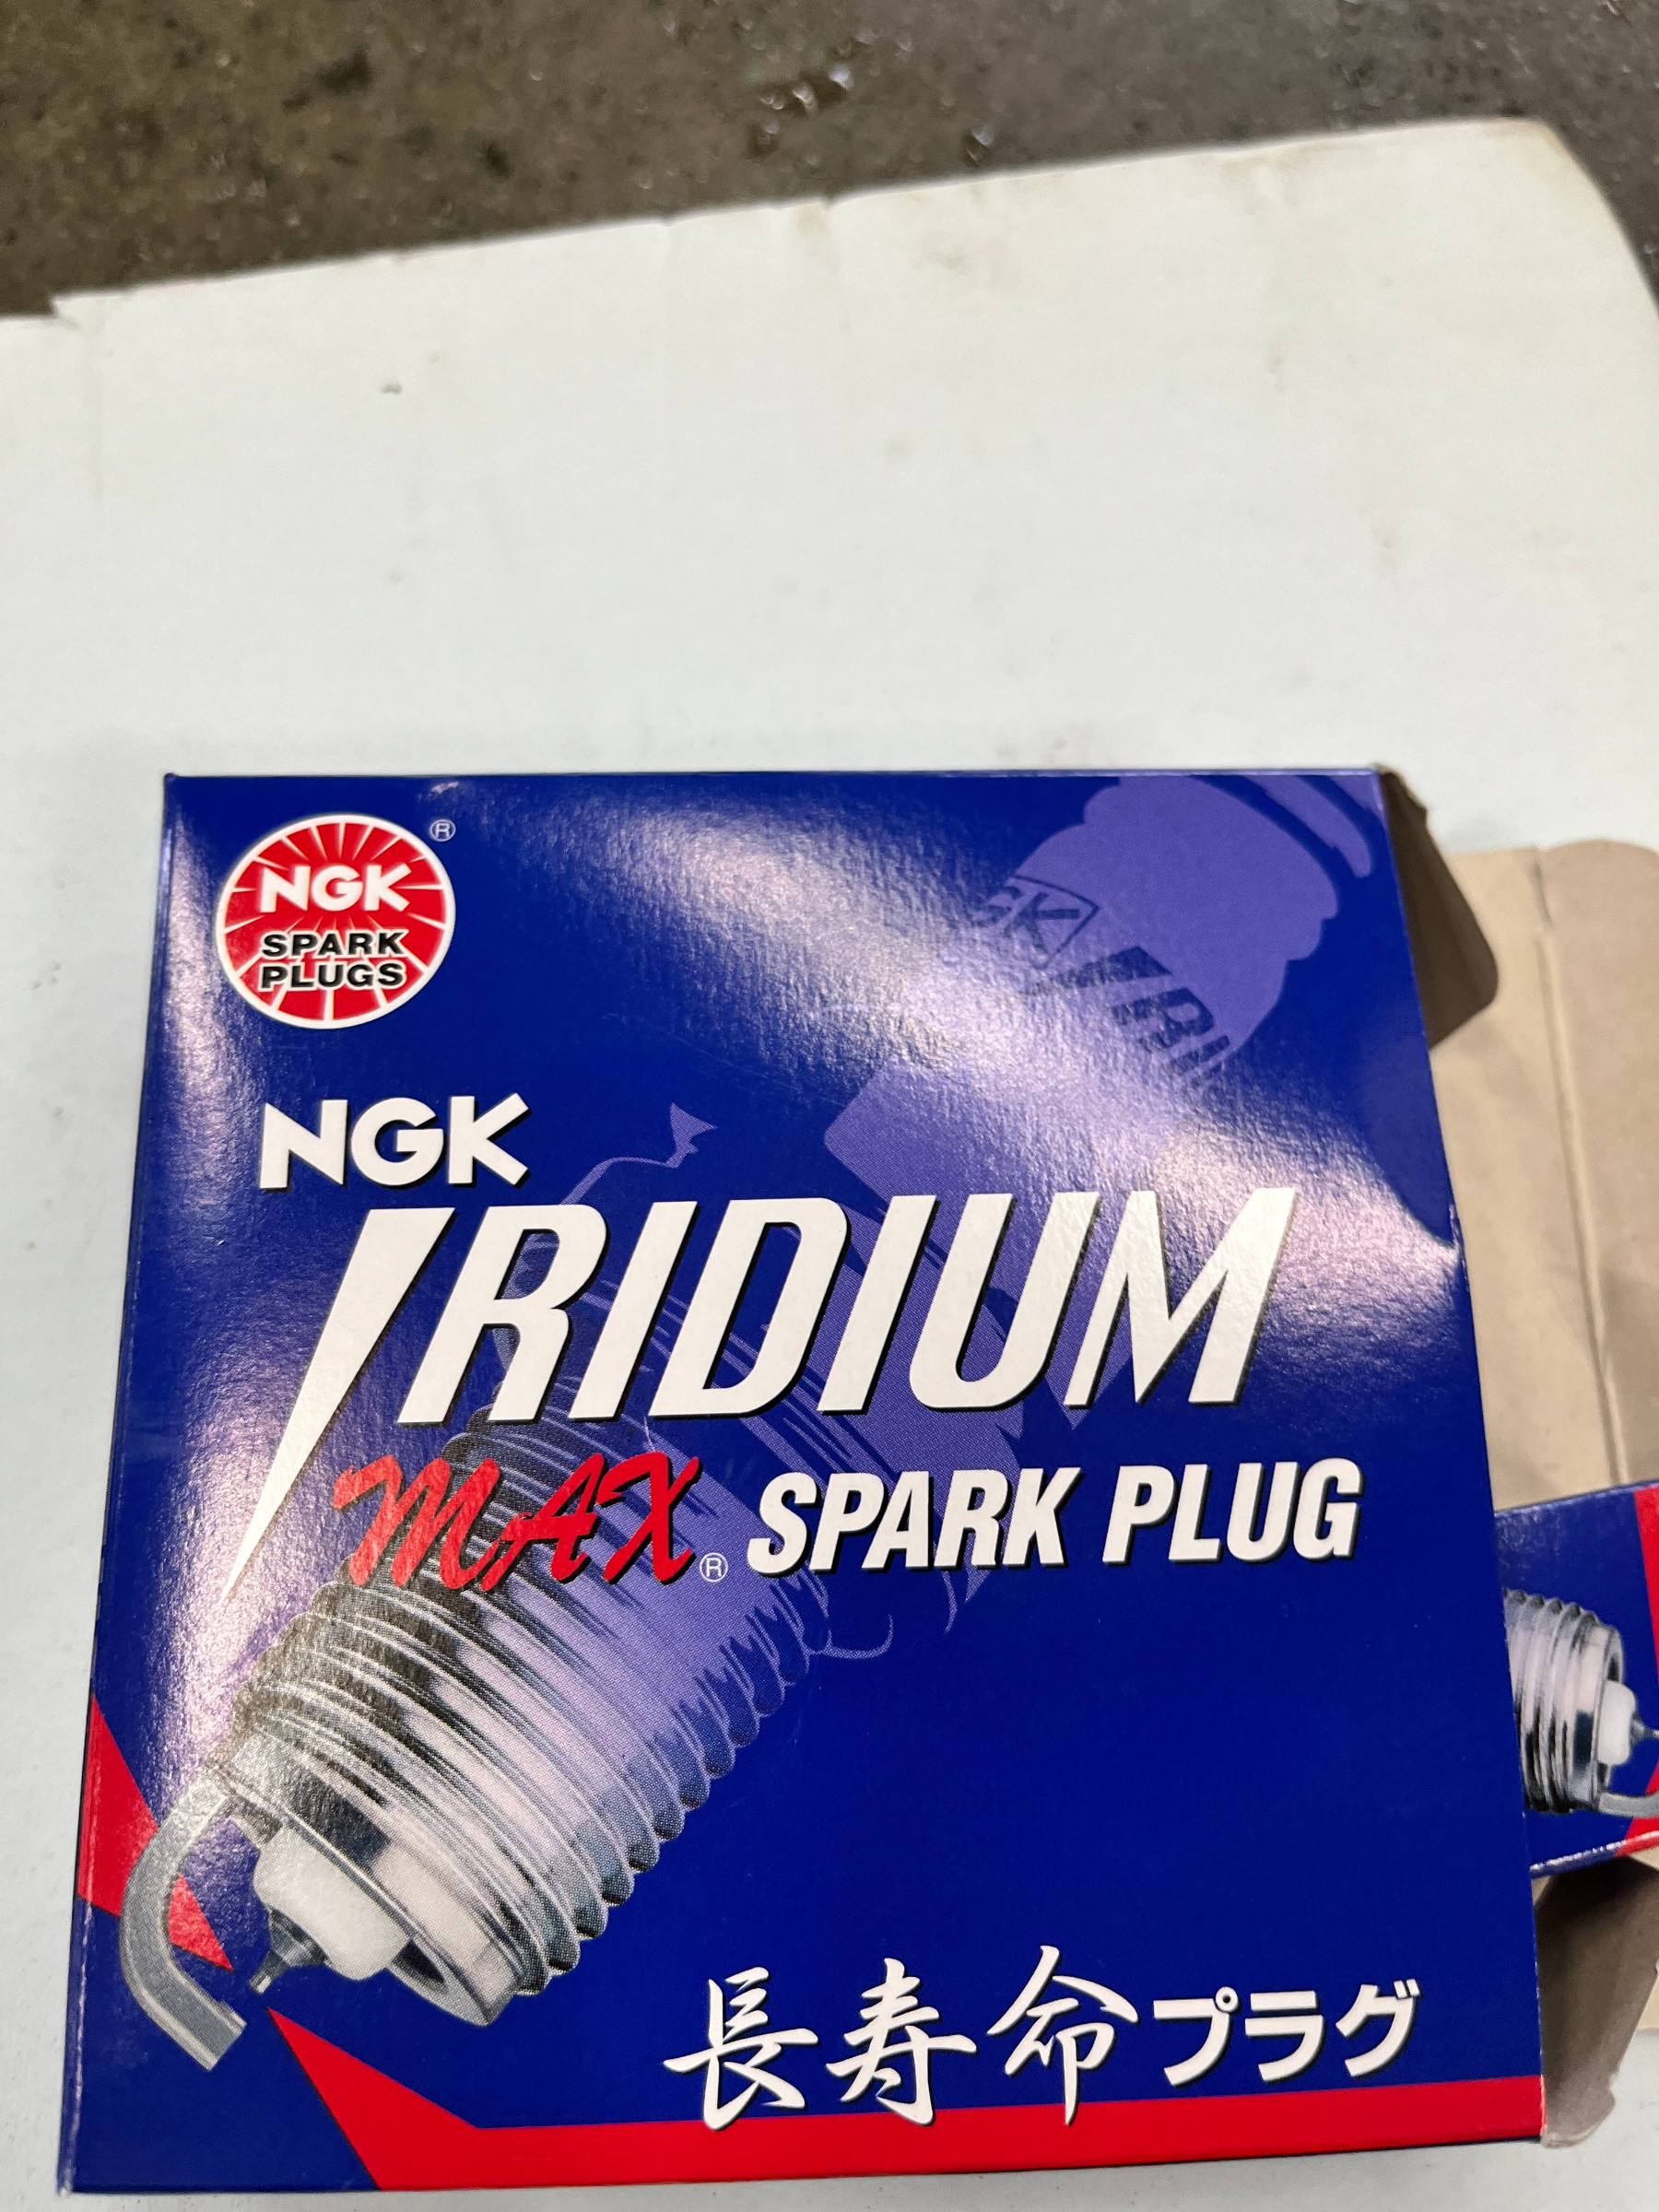 NGK
®
SPARK
PLUGS
NGK
IRIDIUM
MAX® SPARK PLUG
長寿命プラグ